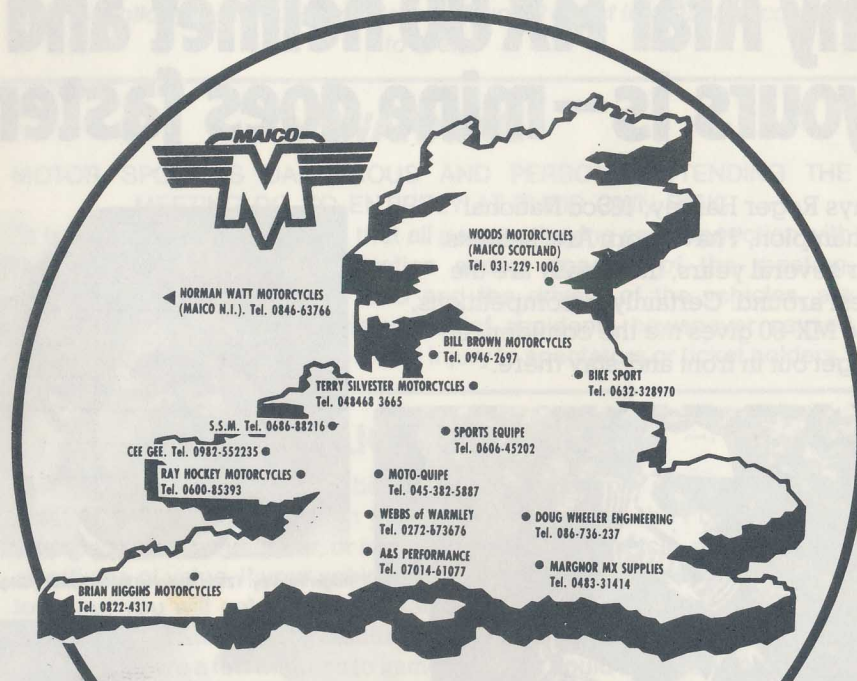 MAICO
M
WOODS MOTORCYCLES
(MAICO SCOTLAND)
Tel. 031-229-1006
NORMAN WATT MOTORCYCLES
(MAICO N.I.). Tel. 0846-63766
BILL BROWN MOTORCYCLES
Tel. 0946-2697
BIKE SPORT
Tel. 0632-328970
TERRY SILVESTER MOTORCYCLES
Tel. 048468 3665
S.S.M. Tel. 0686-88216
SPORTS EQUIPE
Tel. 0606-45202
CEE GEE. Tel. 0982-552235
RAY HOCKEY MOTORCYCLES
Tel. 0600-85393
MOTO-QUIPE
Tel. 045-382-5887
WEBBS of WARMLEY
Tel. 0272-673676
DOUG WHEELER ENGINEERING
Tel. 086-736-237
A&S PERFORMANCE
Tel. 07014-61077
MARGNOR MX SUPPLIES
Tel. 0483-31414
BRIAN HIGGINS MOTORCYCLES
Tel. 0822-4317